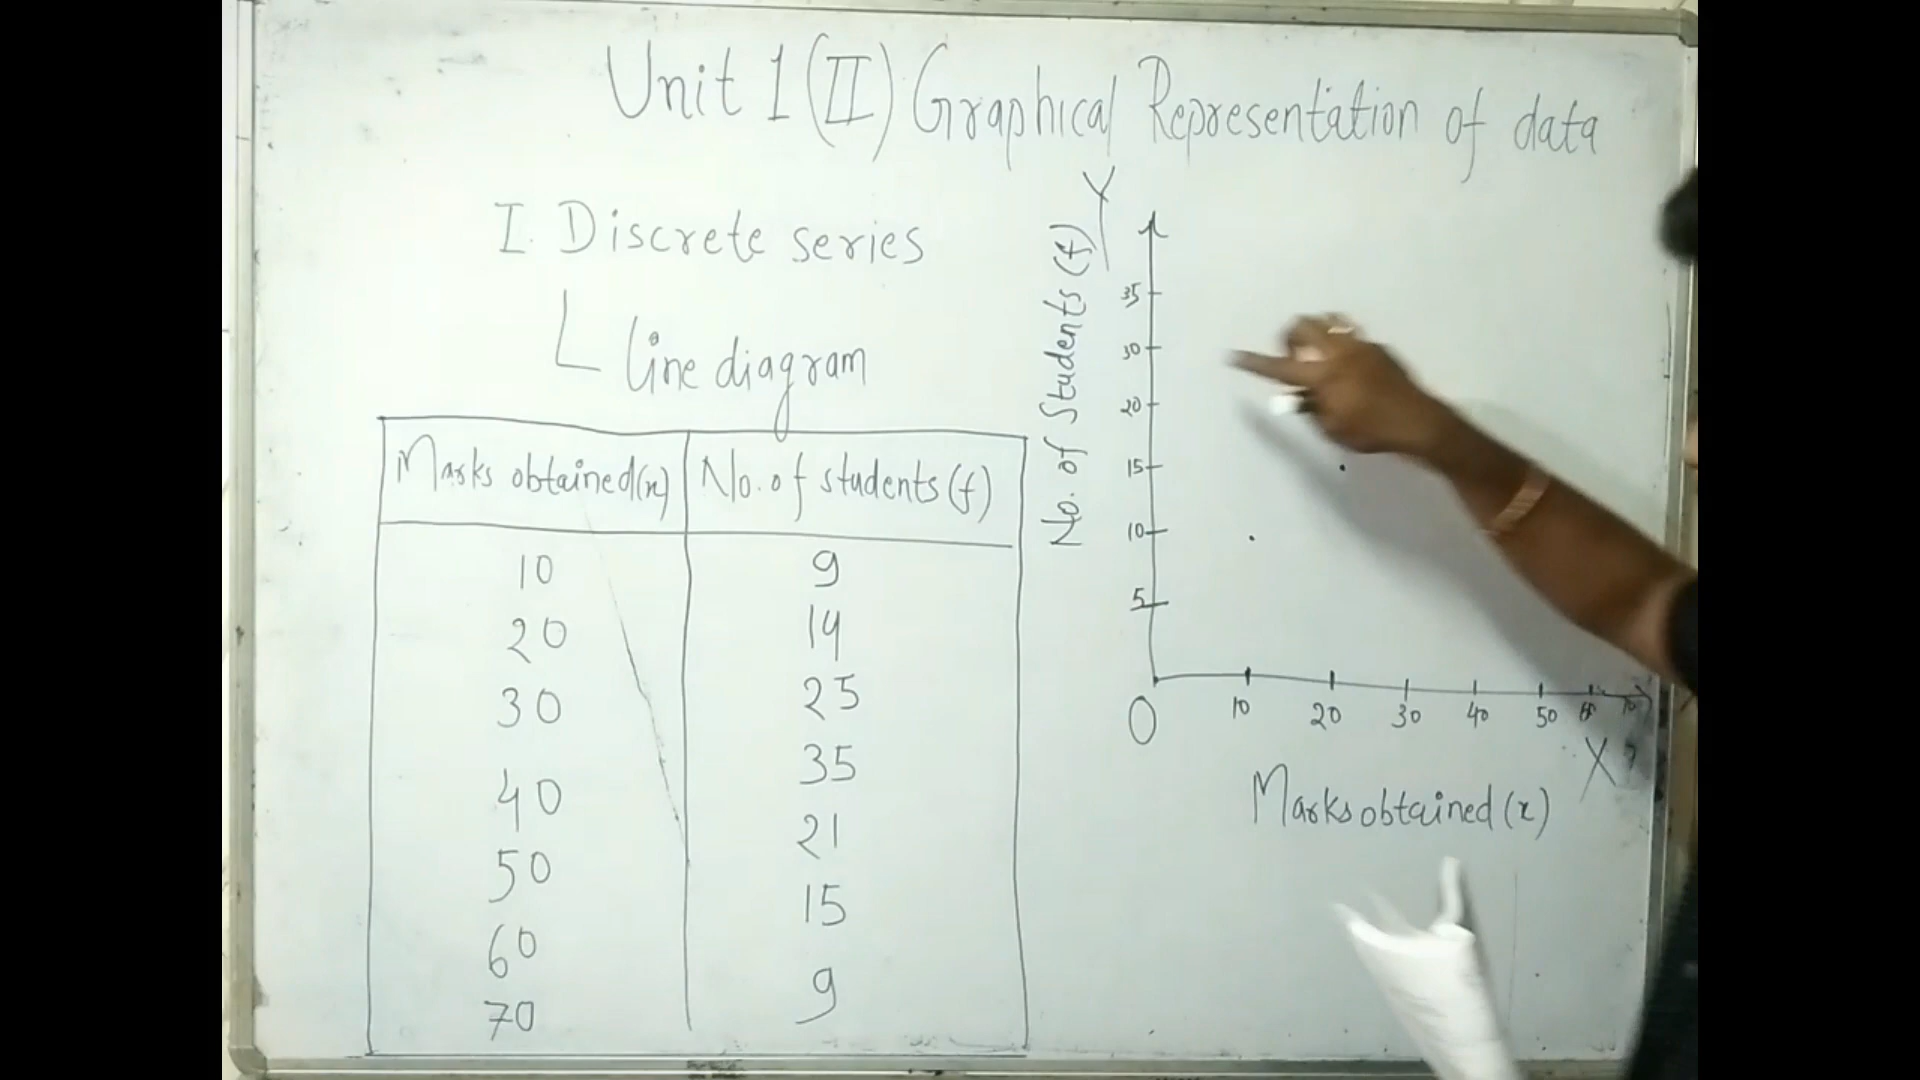 Unit 1 (II) Graphical Representation of data
I. Discrete series
line diagram
Marks obtained (x) No. of students (f)
10 9
20 14
30 25
40 35
50 21
60 15
70 9
No. of Students (f)
Y
35
30
20
15
10
5
O
10 20 30 40 50
X
Marks obtained (x)